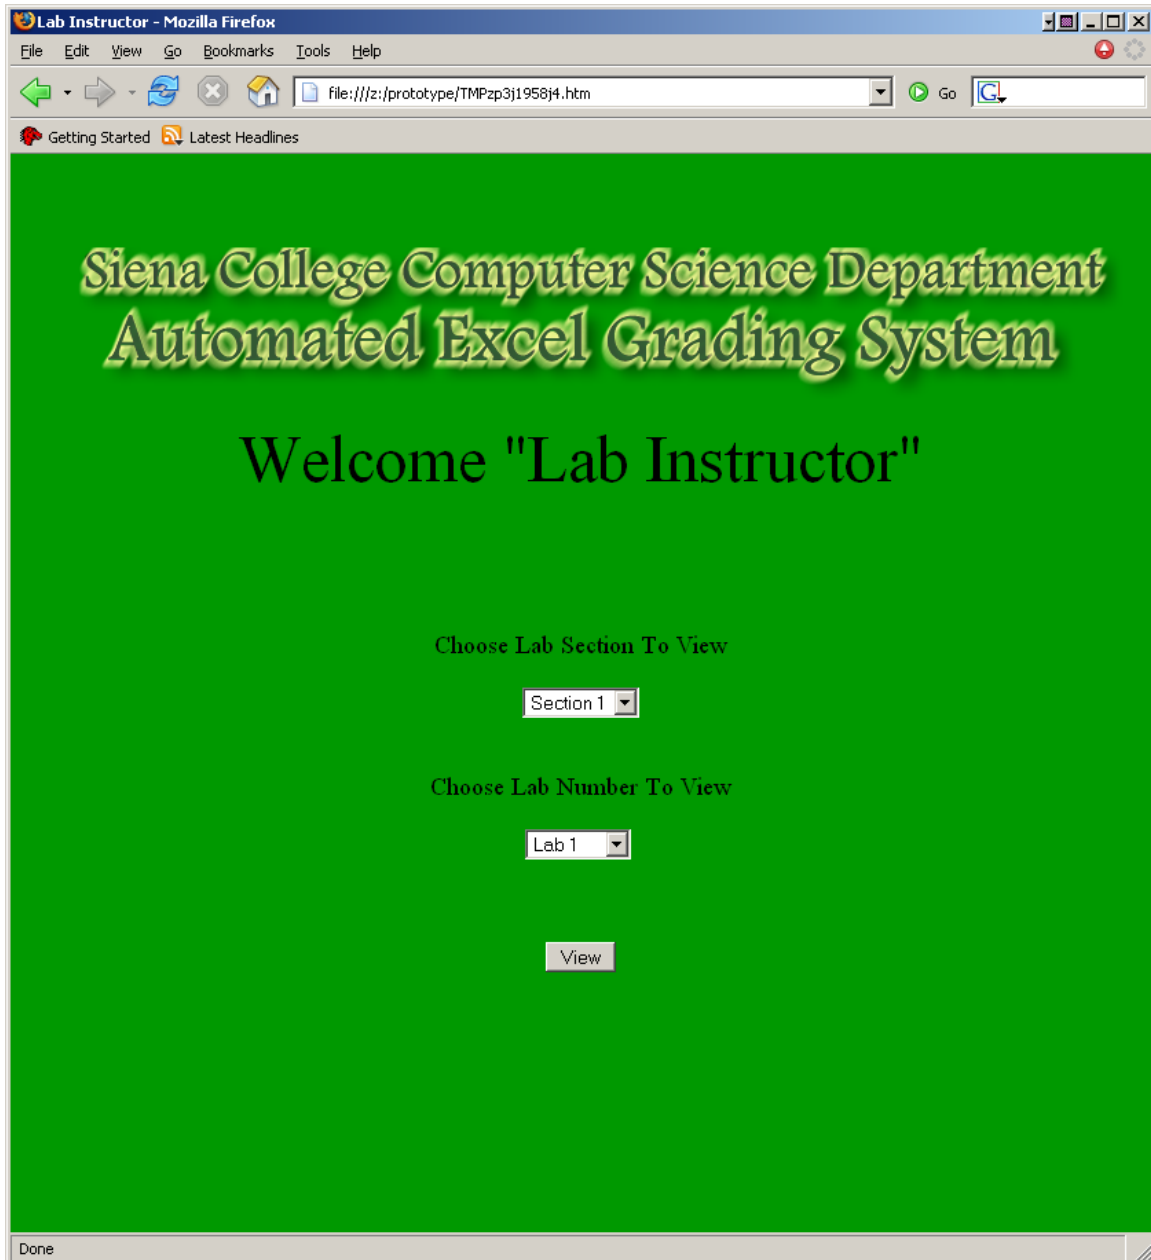 Lab Instructor - Mozilla Firefox
File Edit View Go Bookmarks Tools Help
file:///z:/prototype/TMPzp3j1958j4.htm Go G
Getting Started Latest Headlines
Siena College Computer Science Department
Automated Excel Grading System
Welcome "Lab Instructor"
Choose Lab Section To View
Section 1
Choose Lab Number To View
Lab 1
View
Done